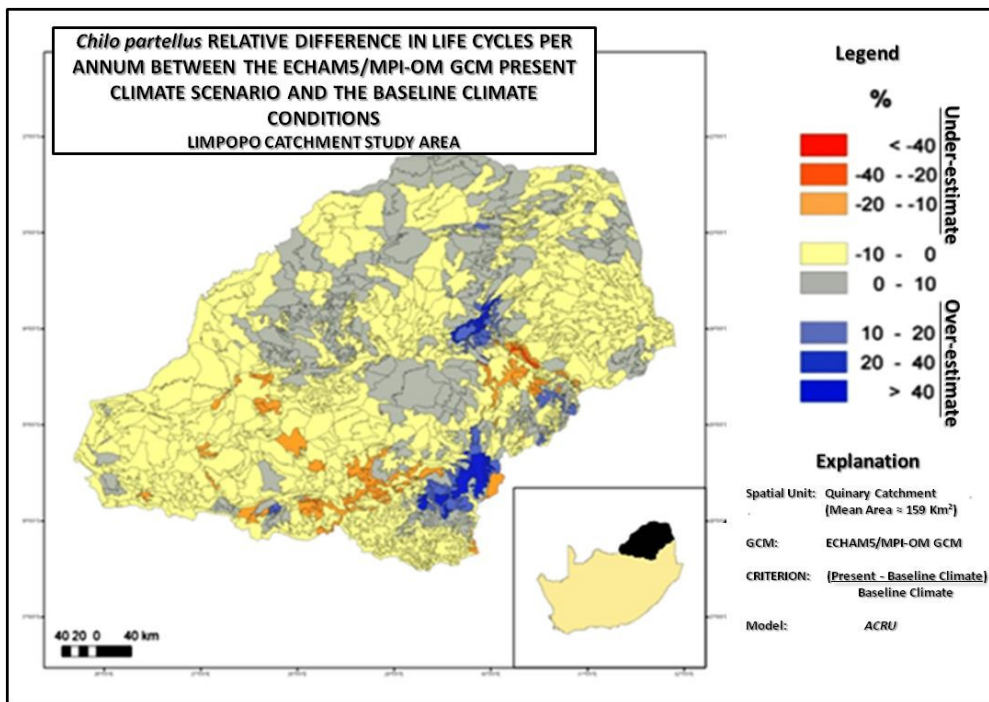 Chilo partellus RELATIVE DIFFERENCE IN LIFE CYCLES PER
ANNUM BETWEEN THE ECHAM5/MPI-OM GCM PRESENT
CLIMATE SCENARIO AND THE BASELINE CLIMATE
CONDITIONS
LIMPOPO CATCHMENT STUDY AREA
Legend
%
Under-estimate
< -40
-40 - -20
-20 - -10
-10 - 0
0 - 10
Over-estimate
10 - 20
20 - 40
> 40
Explanation
Spatial Unit: Quinary Catchment
(Mean Area ≈ 159 Km²)
GCM: ECHAM5/MPI-OM GCM
CRITERION: (Present - Baseline Climate)
Baseline Climate
Model: ACRU
40 20 0 40 km